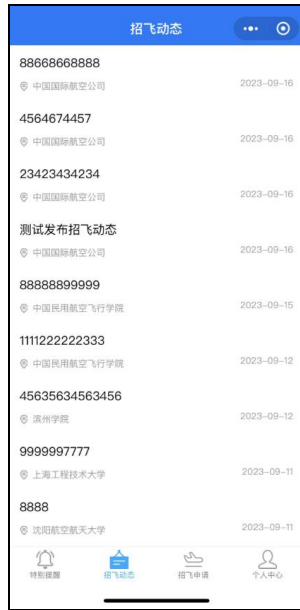 招飞动态
88668668888
中国国际航空公司 2023-09-16
4564674457
中国国际航空公司 2023-09-16
23423434234
中国国际航空公司 2023-09-16
测试发布招飞动态
中国国际航空公司 2023-09-16
88888899999
中国民用航空飞行学院 2023-09-15
1111222222333
中国民用航空飞行学院 2023-09-12
45635634563456
滨州学院 2023-09-12
9999997777
上海工程技术大学 2023-09-11
8888
沈阳航空航天大学 2023-09-11
特别提醒 招飞动态 招飞申请 个人中心